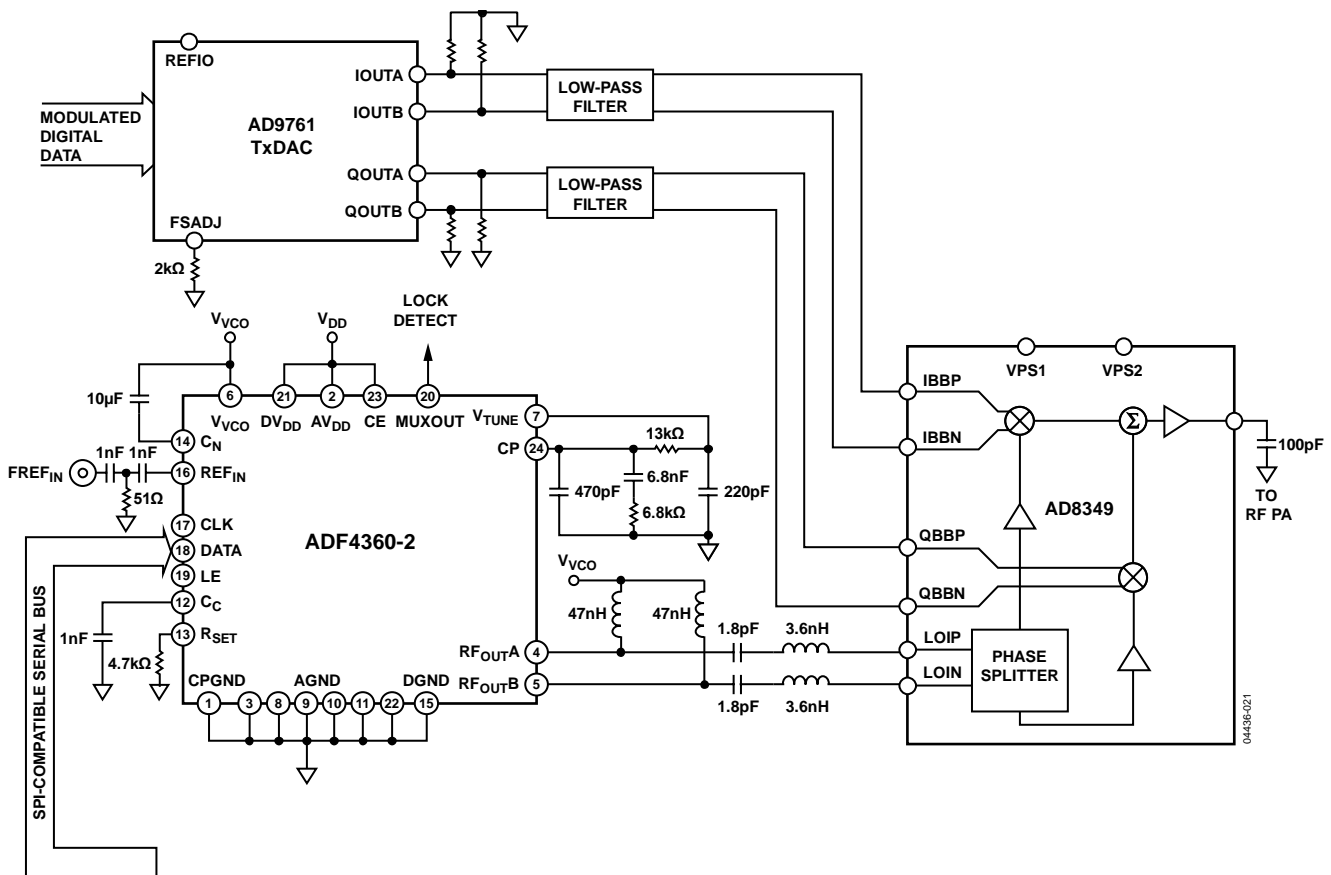 REFIO
IOUTA
LOW-PASS
FILTER
IOUTB
MODULATED
DIGITAL
DATA
AD9761
TxDAC
QOUTA
LOW-PASS
FILTER
QOUTB
FSADJ
2kΩ
LOCK
DETECT
VVCO
VDD
10µF
6
21
2
23
20
VVCO
DVDD
AVDD
CE
MUXOUT
VTUNE
7
14
CN
CP
24
13kΩ
1nF
1nF
FREFIN
16
REFIN
51Ω
470pF
6.8nF
6.8kΩ
220pF
17
CLK
18
DATA
19
LE
12
CC
13
RSET
1nF
4.7kΩ
ADF4360-2
VVCO
47nH
47nH
1.8pF
3.6nH
RFOUTA
4
RFOUTB
5
1.8pF
3.6nH
CPGND
AGND
DGND
1
3
8
9
10
11
22
15
SPI-COMPATIBLE SERIAL BUS
VPS1
VPS2
IBBP
IBBN
Σ
100pF
TO
RF PA
AD8349
QBBP
QBBN
LOIP
LOIN
PHASE
SPLITTER
04436-021